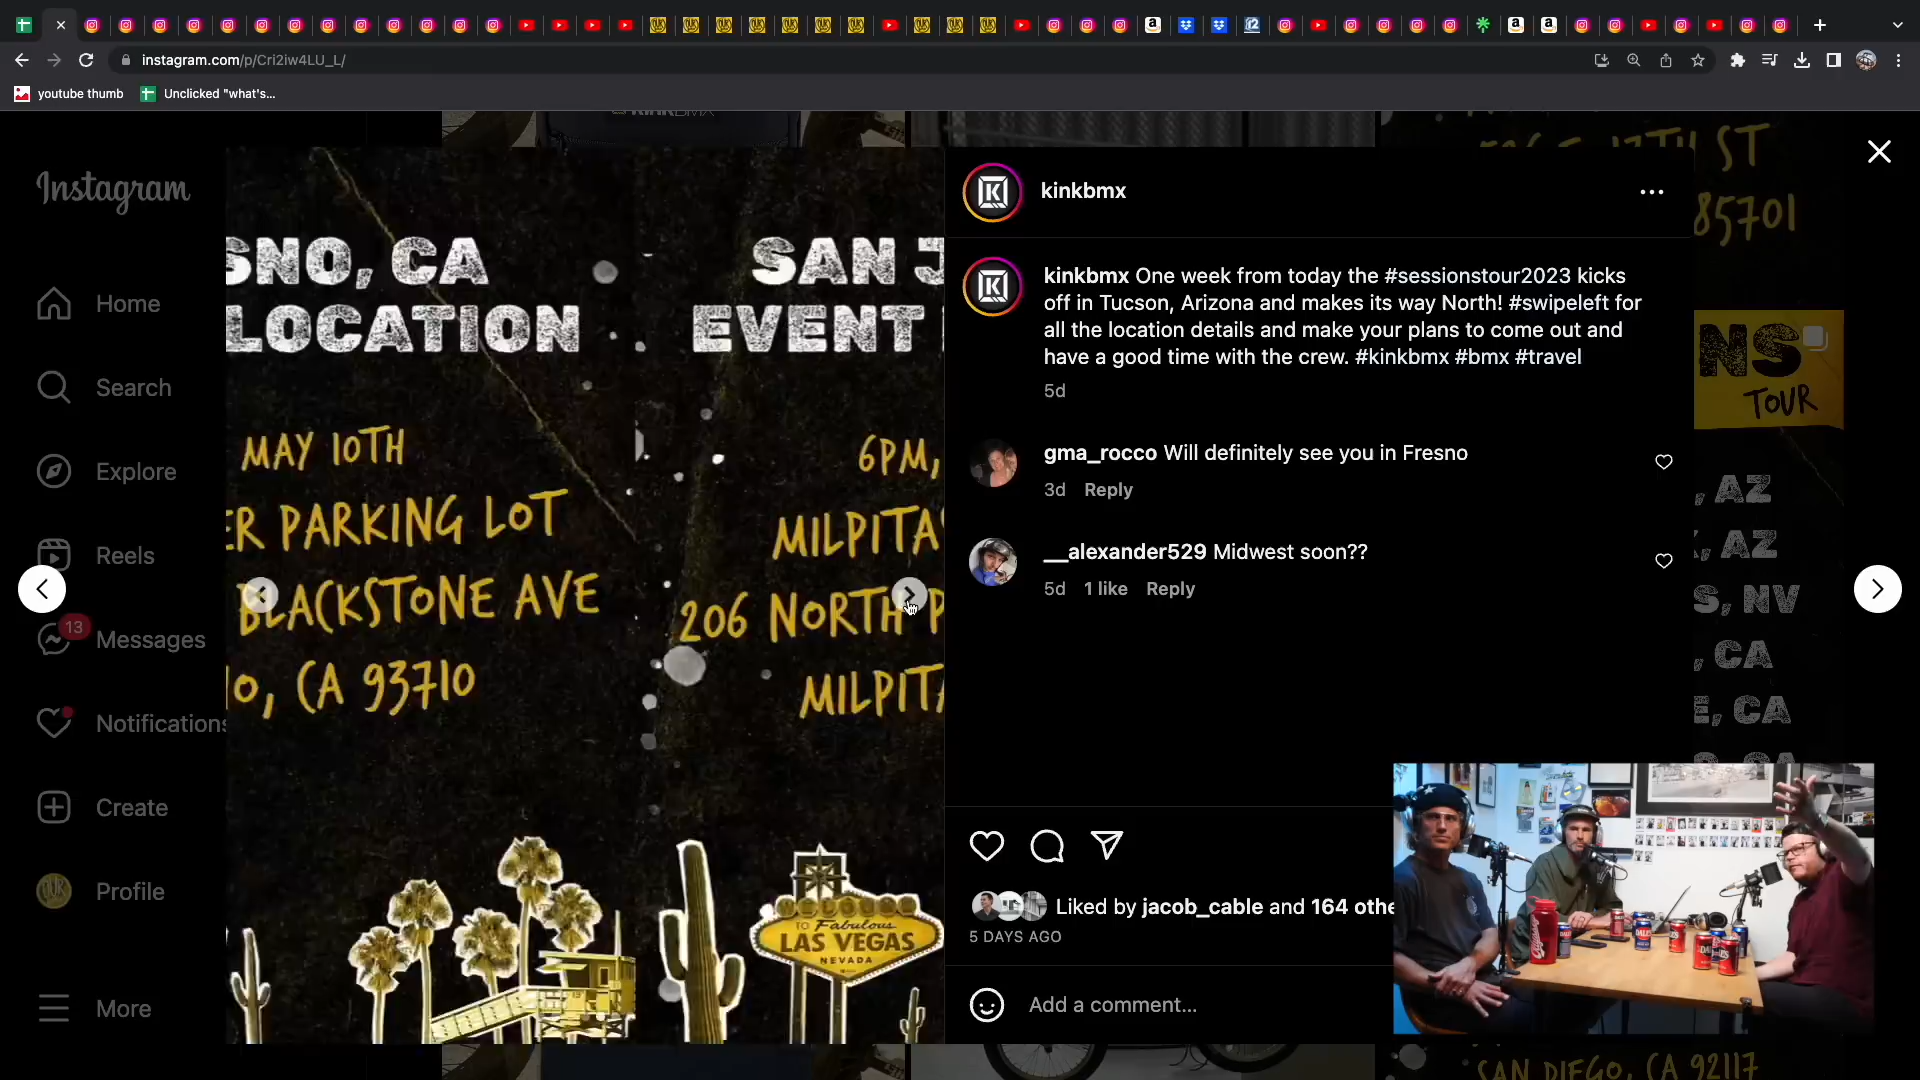 instagram.com/p/Cri2iw4LU_L/
youtube thumb
Unclicked "what's...
Instagram
Home
Search
Explore
Reels
13
Messages
Notifications
Create
Profile
More
SNO, CA
LOCATION
MAY 10TH
ER PARKING LOT
BLACKSTONE AVE
O, CA 93710
SAN J
EVENT
6PM,
MILPITA
206 NORTH P
MILPITA
TO Fabulous
LAS VEGAS
NEVADA
kinkbmx
kinkbmx One week from today the #sessionstour2023 kicks
off in Tucson, Arizona and makes its way North! #swipeleft for
all the location details and make your plans to come out and
have a good time with the crew. #kinkbmx #bmx #travel
5d
gma_rocco Will definitely see you in Fresno
3d Reply
__alexander529 Midwest soon??
5d 1 like Reply
Liked by jacob_cable and 164 othe
5 DAYS AGO
Add a comment...
17TH ST
85701
NS
TOUR
, AZ
, AZ
S, NV
, CA
E, CA
SAN DIEGO, CA 92117